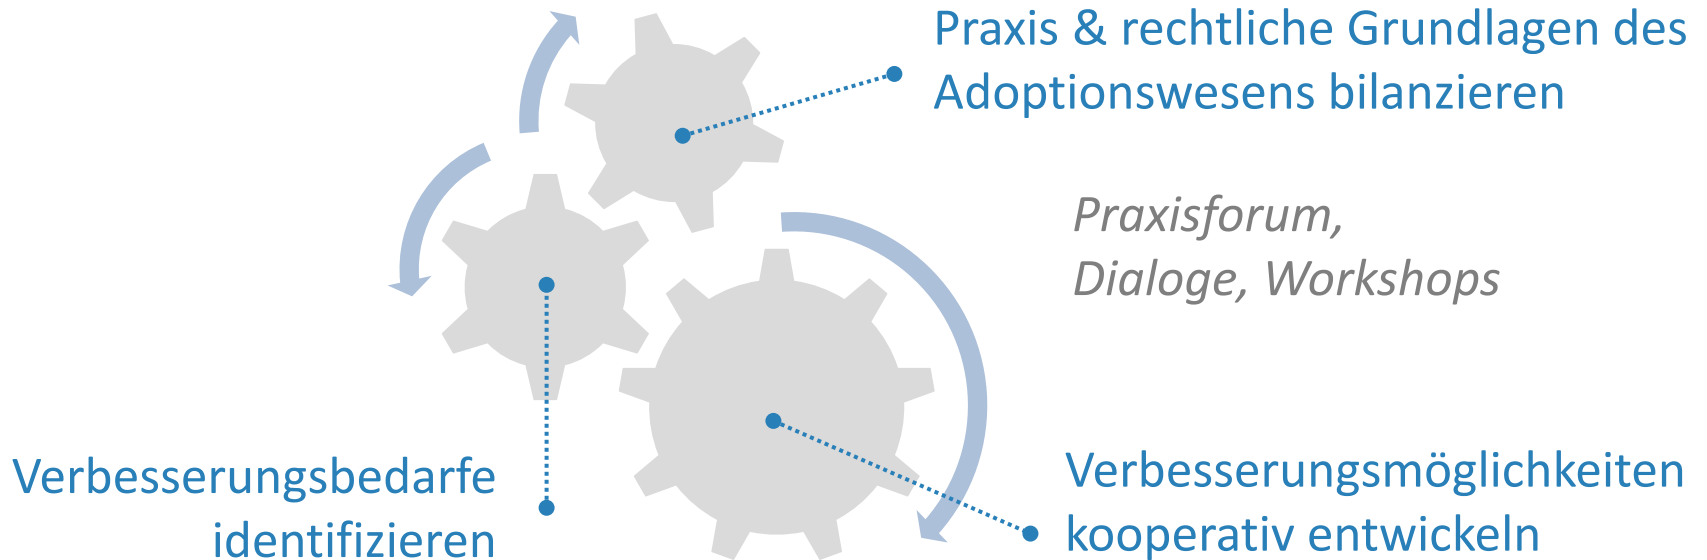 Praxis & rechtliche Grundlagen des
Adoptionswesens bilanzieren
Praxisforum,
Dialoge, Workshops
Verbesserungsbedarfe
identifizieren
Verbesserungsmöglichkeiten
kooperativ entwickeln